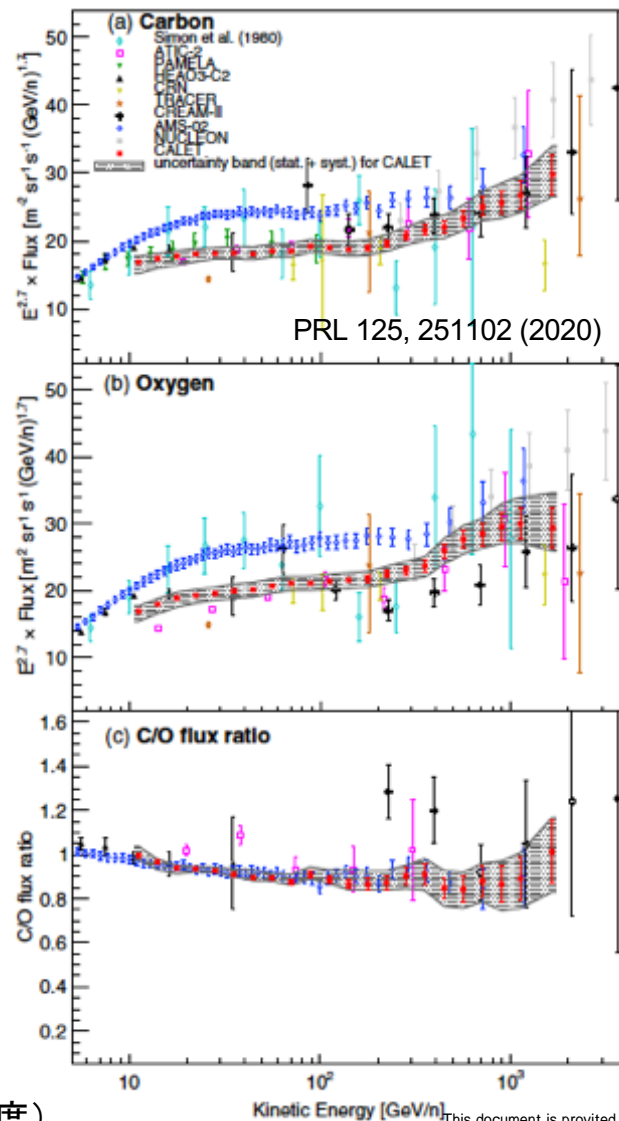 (a) Carbon
Simon et al. (1980)
ATIC-2
PAMELA
HEAO3-C2
CRN
TRACER
CREAM-II
AMS-02
NUCLEON
CALET
uncertainty band (stat. + syst.) for CALET
50
40
30
20
10
E^2.7 × Flux [m^-2 sr^-1 s^-1 (GeV/n)^1.7]
PRL 125, 251102 (2020)
(b) Oxygen
50
40
30
20
10
E^2.7 × Flux [m^-2 sr^-1 s^-1 (GeV/n)^1.7]
(c) C/O flux ratio
1.6
1.4
1.2
1
0.8
0.6
0.4
0.2
C/O flux ratio
10
10^2
10^3
Kinetic Energy [GeV/n]
度)
This document is provited